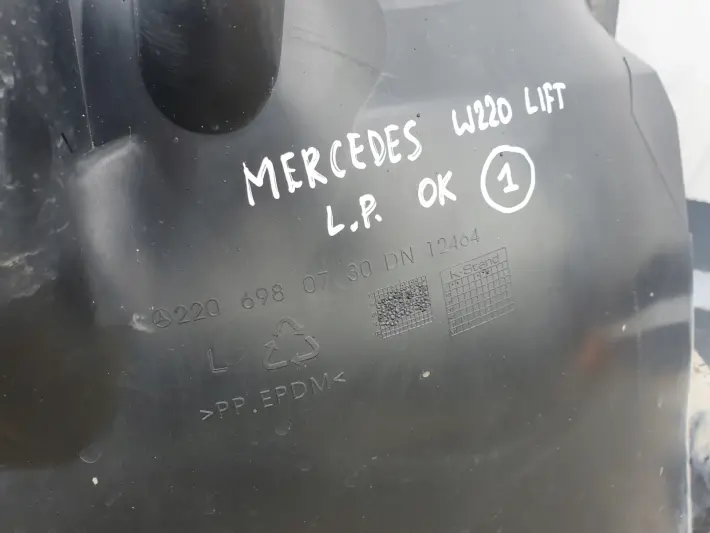 MERCEDES W220 LIFT
L.P. OK 1
220 698 07 30 DN 12464
L
>PP.EPDM<